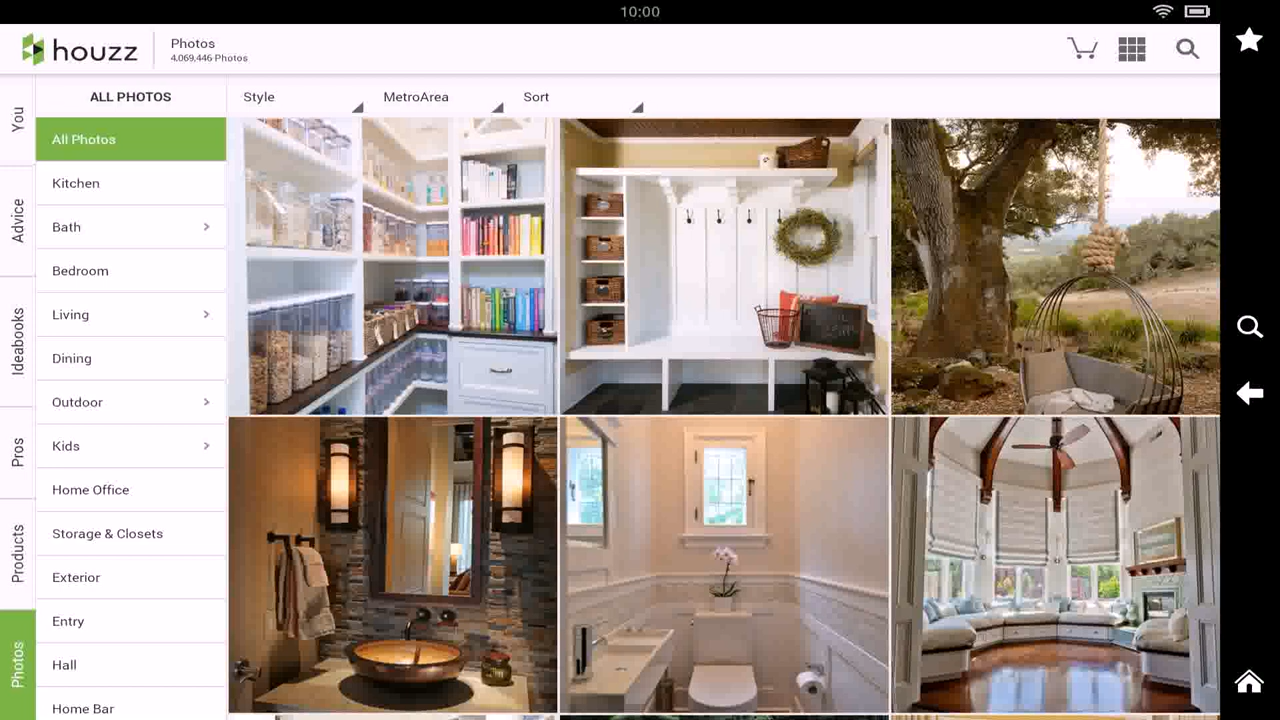 10:00
houzz
Photos
4,069,446 Photos
ALL PHOTOS
Style
MetroArea
Sort
You
Advice
Ideabooks
Pros
Products
Photos
All Photos
Kitchen
Bath
Bedroom
Living
Dining
Outdoor
Kids
Home Office
Storage & Closets
Exterior
Entry
Hall
Home Bar